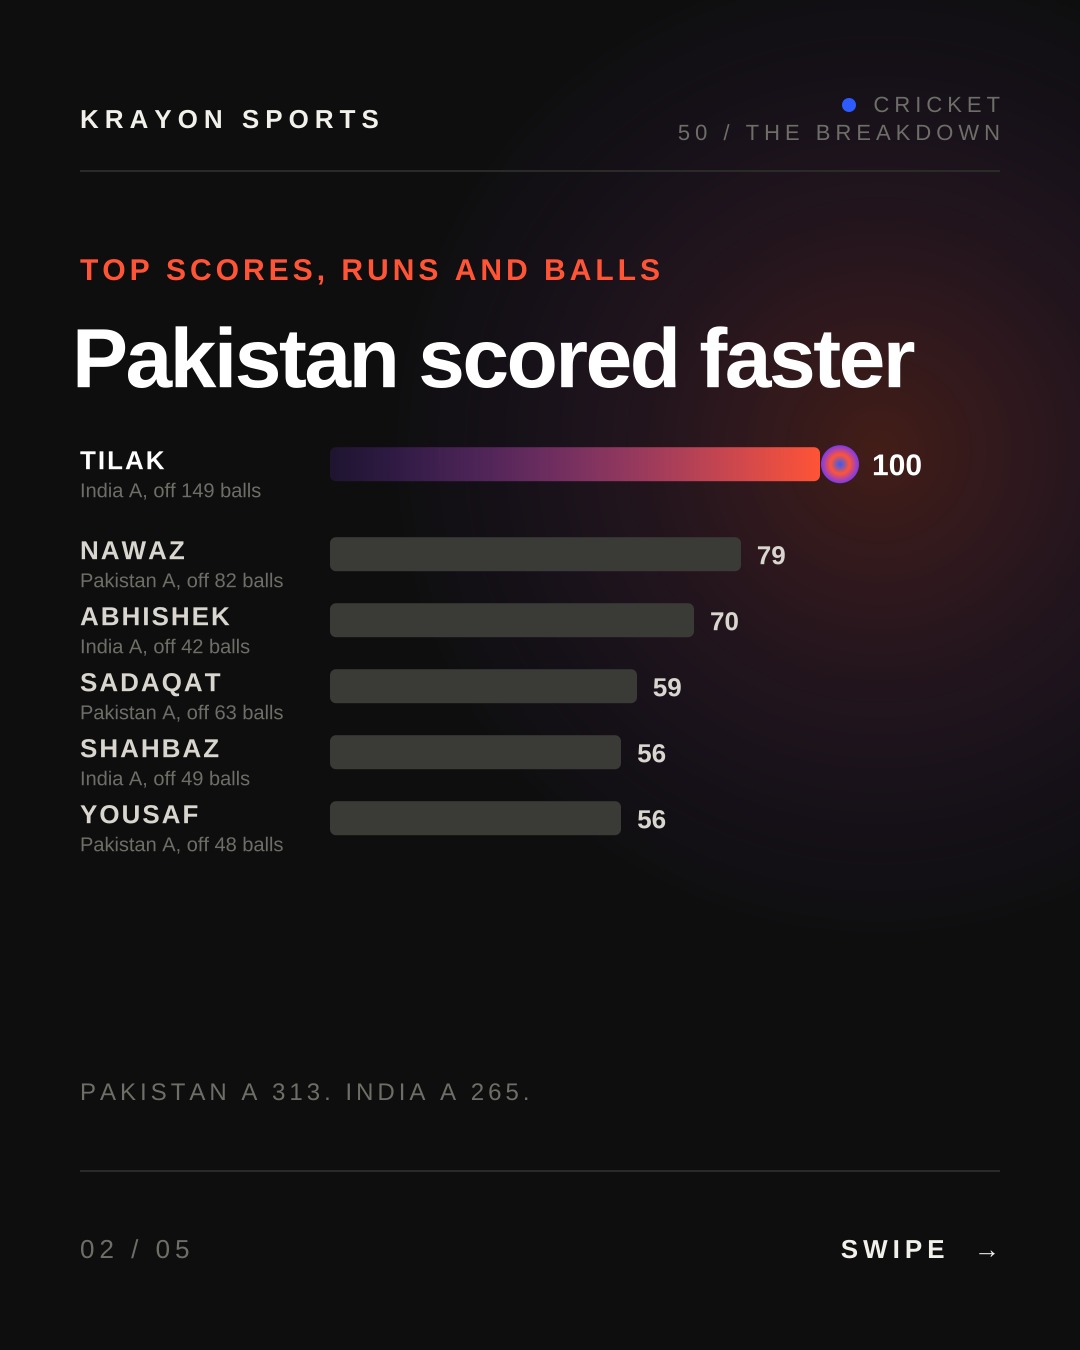 KRAYON SPORTS
CRICKET
50 / THE BREAKDOWN
TOP SCORES, RUNS AND BALLS
Pakistan scored faster
TILAK
India A, off 149 balls
100
NAWAZ
Pakistan A, off 82 balls
79
ABHISHEK
India A, off 42 balls
70
SADAQAT
Pakistan A, off 63 balls
59
SHAHBAZ
India A, off 49 balls
56
YOUSAF
Pakistan A, off 48 balls
56
PAKISTAN A 313. INDIA A 265.
02 / 05
SWIPE →